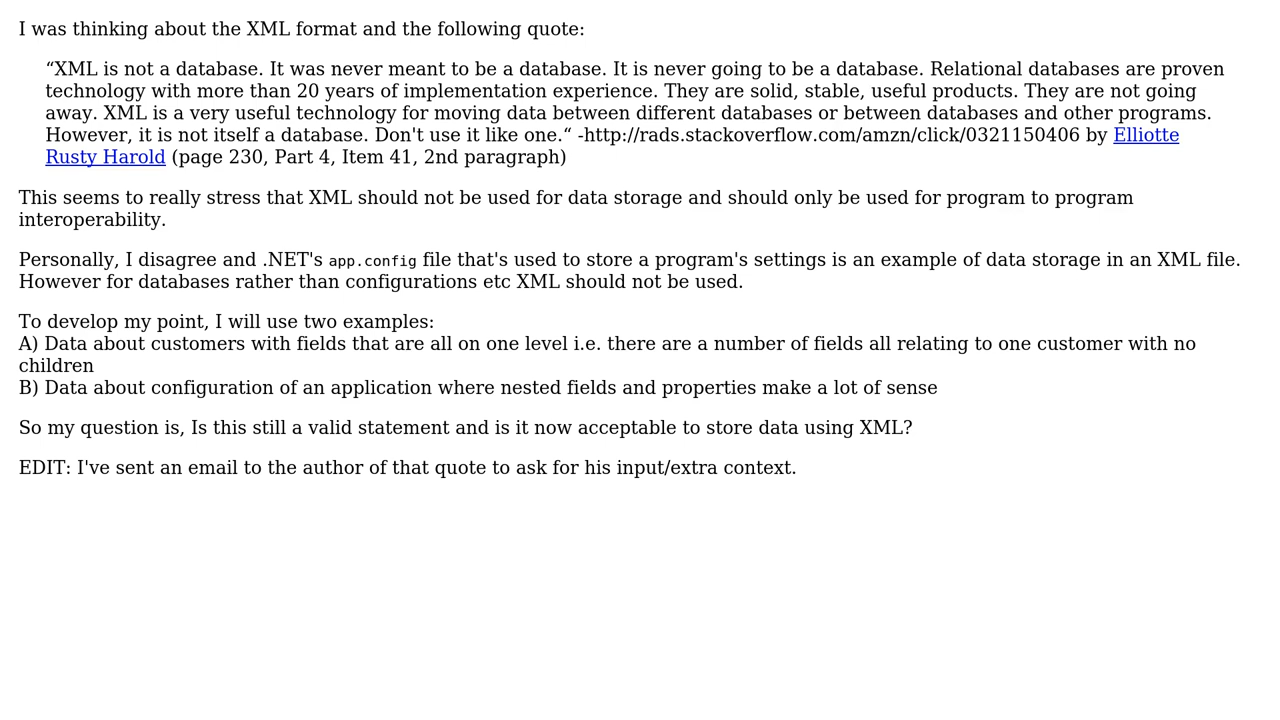 I was thinking about the XML format and the following quote:
“XML is not a database. It was never meant to be a database. It is never going to be a database. Relational databases are proven
technology with more than 20 years of implementation experience. They are solid, stable, useful products. They are not going
away. XML is a very useful technology for moving data between different databases or between databases and other programs.
However, it is not itself a database. Don't use it like one.“ -http://rads.stackoverflow.com/amzn/click/0321150406 by Elliotte
Rusty Harold (page 230, Part 4, Item 41, 2nd paragraph)
This seems to really stress that XML should not be used for data storage and should only be used for program to program
interoperability.
Personally, I disagree and .NET's app.config file that's used to store a program's settings is an example of data storage in an XML file.
However for databases rather than configurations etc XML should not be used.
To develop my point, I will use two examples:
A) Data about customers with fields that are all on one level i.e. there are a number of fields all relating to one customer with no
children
B) Data about configuration of an application where nested fields and properties make a lot of sense
So my question is, Is this still a valid statement and is it now acceptable to store data using XML?
EDIT: I've sent an email to the author of that quote to ask for his input/extra context.